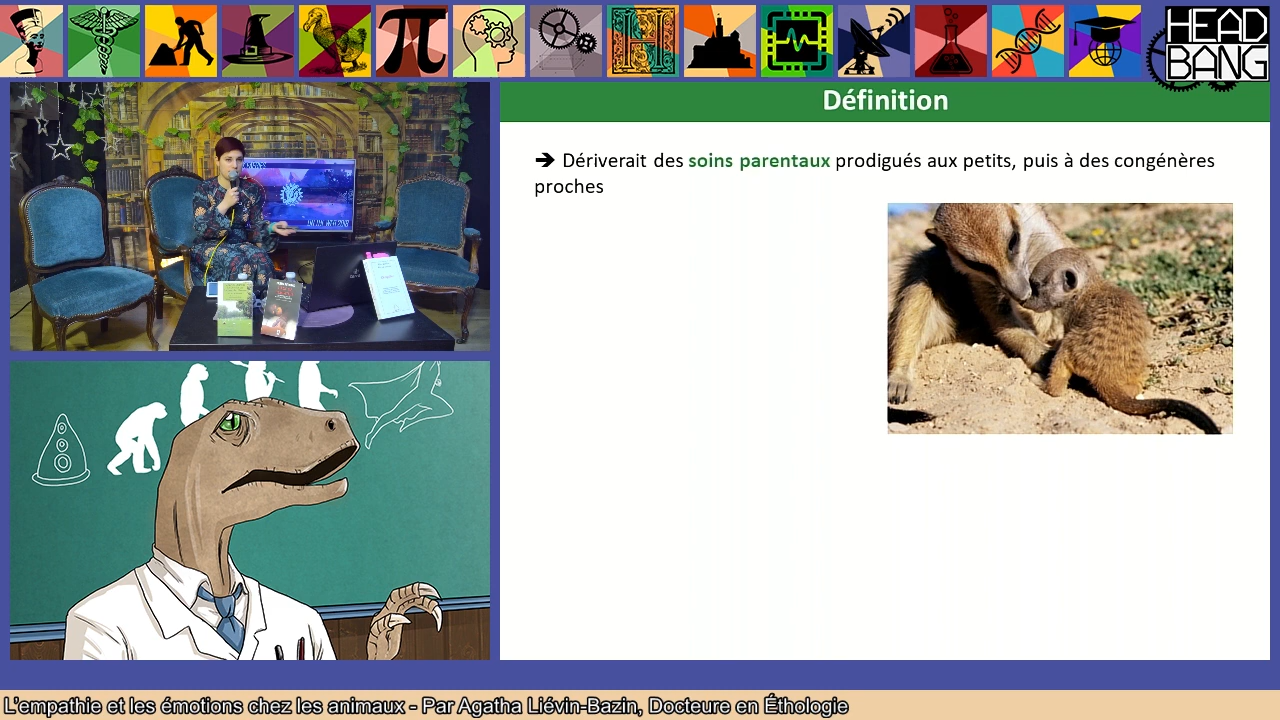 HEAD
BANG
Définition
➔ Dériverait des soins parentaux prodigués aux petits, puis à des congénères
proches
L'empathie et les émotions chez les animaux - Par Agatha Liévin-Bazin, Docteure en Éthologie